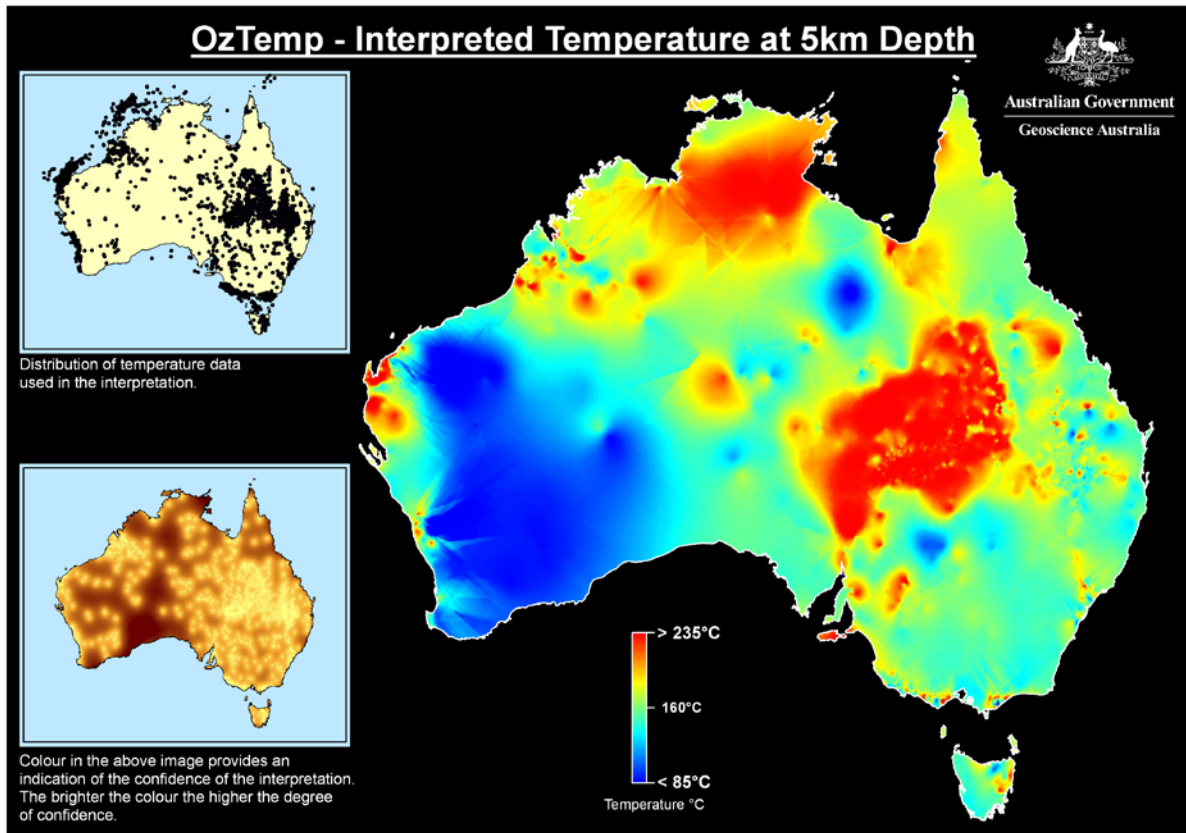 OzTemp - Interpreted Temperature at 5km Depth
Australian Government
Geoscience Australia
Distribution of temperature data
used in the interpretation.
Colour in the above image provides an
indication of the confidence of the interpretation.
The brighter the colour the higher the degree
of confidence.
> 235°C
160°C
< 85°C
Temperature °C